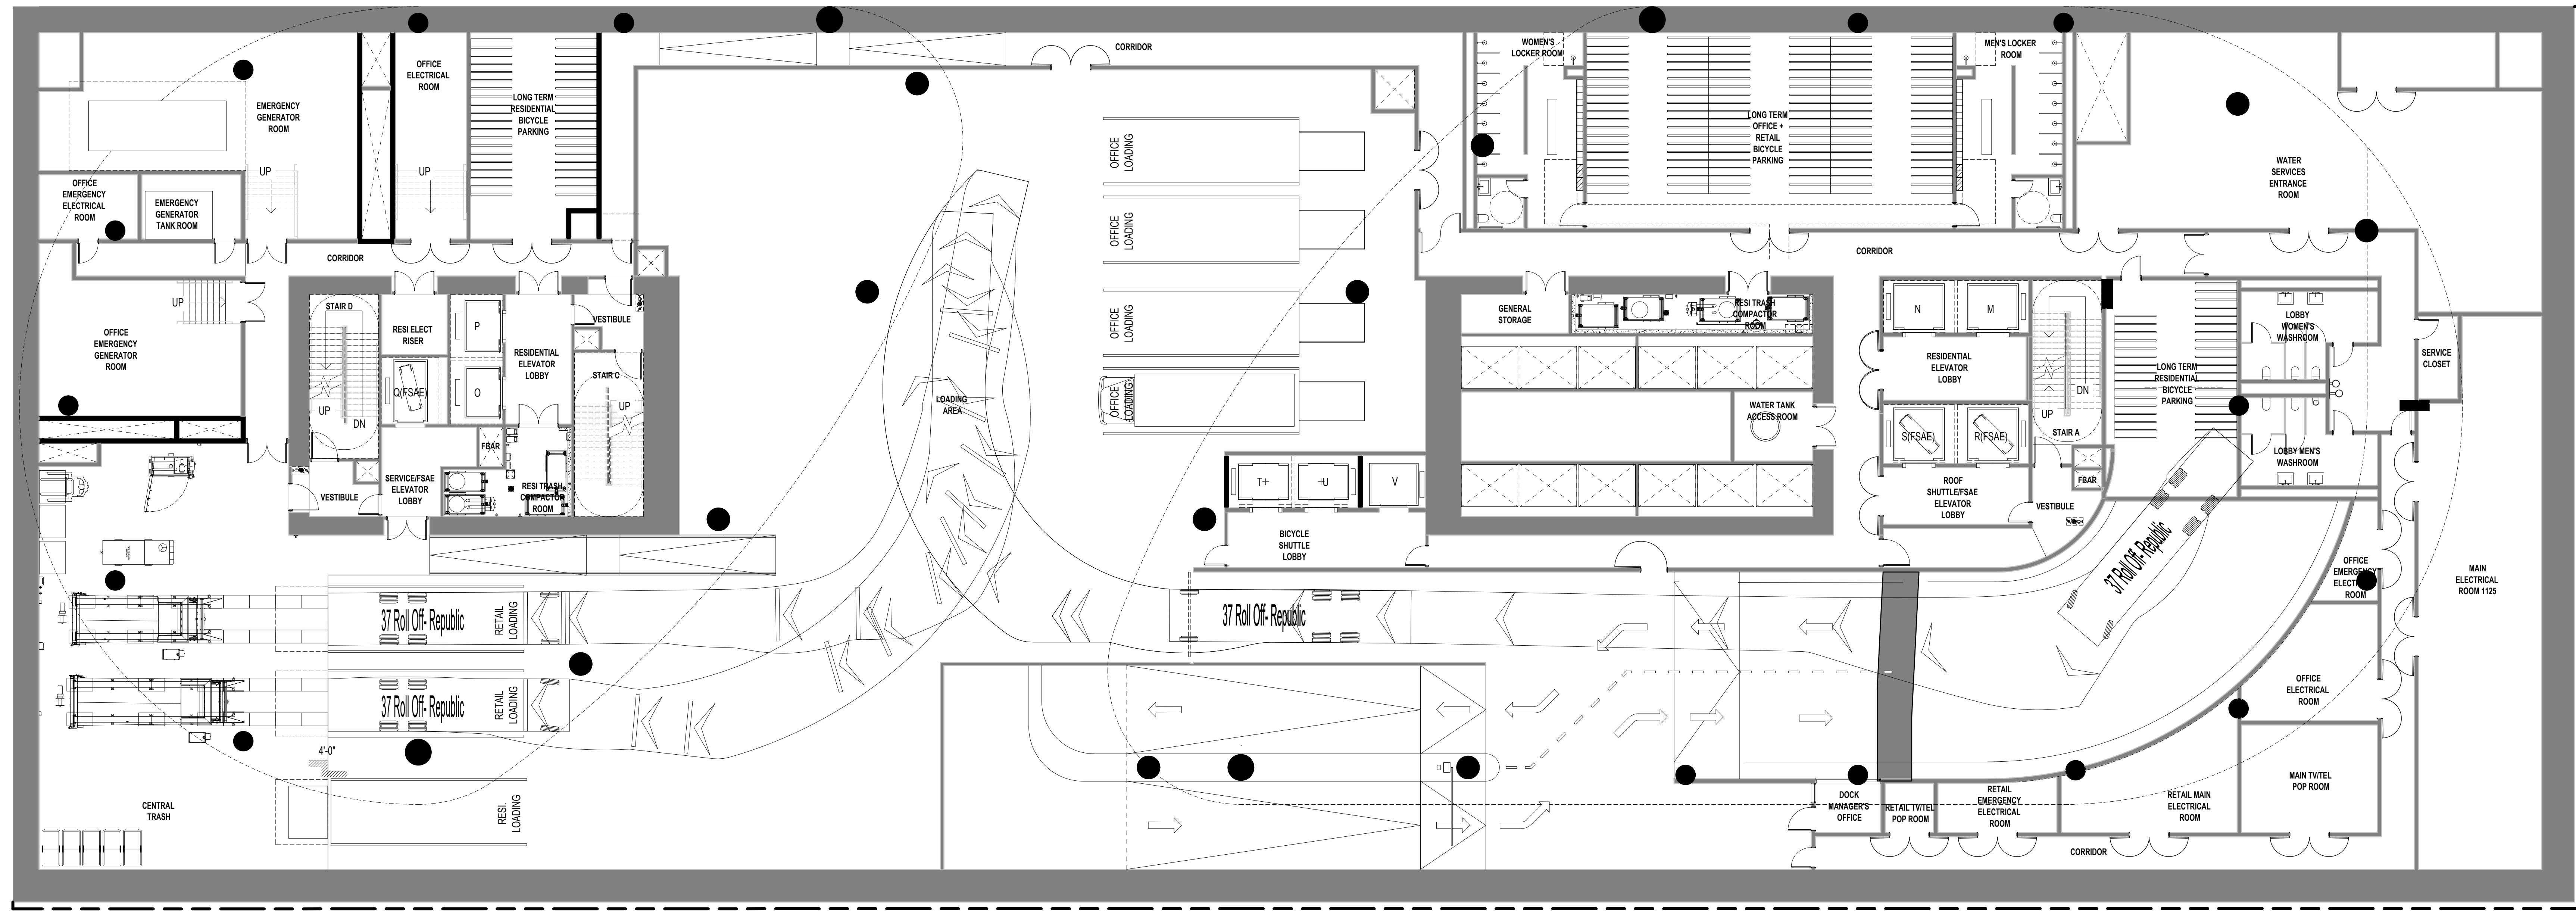 CORRIDOR
OFFICE
ELECTRICAL
ROOM
EMERGENCY
GENERATOR
ROOM
LONG TERM
RESIDENTIAL
BICYCLE
PARKING
UP
UP
OFFICE
EMERGENCY
ELECTRICAL
ROOM
EMERGENCY
GENERATOR
TANK ROOM
CORRIDOR
OFFICE
LOADING
OFFICE
LOADING
OFFICE
LOADING
OFFICE
LOADING
WOMEN'S
LOCKER ROOM
MEN'S LOCKER
ROOM
LONG TERM
OFFICE +
RETAIL
BICYCLE
PARKING
WATER
SERVICES
ENTRANCE
ROOM
CORRIDOR
UP
OFFICE
EMERGENCY
GENERATOR
ROOM
STAIR D
UP
DN
RESI ELECT
RISER
Q(FSAE)
P
O
RESIDENTIAL
ELEVATOR
LOBBY
VESTIBULE
STAIR C
UP
FBAR
SERVICE/FSAE
ELEVATOR
LOBBY
VESTIBULE
RESI TRASH
COMPACTOR
ROOM
LOADING
AREA
GENERAL
STORAGE
RESI TRASH
COMPACTOR
ROOM
WATER TANK
ACCESS ROOM
T
U
V
BICYCLE
SHUTTLE
LOBBY
N
M
RESIDENTIAL
ELEVATOR
LOBBY
S(FSAE)
R(FSAE)
ROOF
SHUTTLE/FSAE
ELEVATOR
LOBBY
DN
UP
STAIR A
FBAR
VESTIBULE
LONG TERM
RESIDENTIAL
BICYCLE
PARKING
LOBBY
WOMEN'S
WASHROOM
LOBBY MEN'S
WASHROOM
SERVICE
CLOSET
37 Roll Off- Republic
OFFICE
EMERGENCY
ELECTRICAL
ROOM
MAIN
ELECTRICAL
ROOM 1125
37 Roll Off- Republic
RETAIL
LOADING
37 Roll Off- Republic
37 Roll Off- Republic
RETAIL
LOADING
OFFICE
ELECTRICAL
ROOM
4'-0"
CENTRAL
TRASH
RESI.
LOADING
DOCK
MANAGER'S
OFFICE
RETAIL TV/TEL
POP ROOM
RETAIL
EMERGENCY
ELECTRICAL
ROOM
RETAIL MAIN
ELECTRICAL
ROOM
MAIN TV/TEL
POP ROOM
CORRIDOR